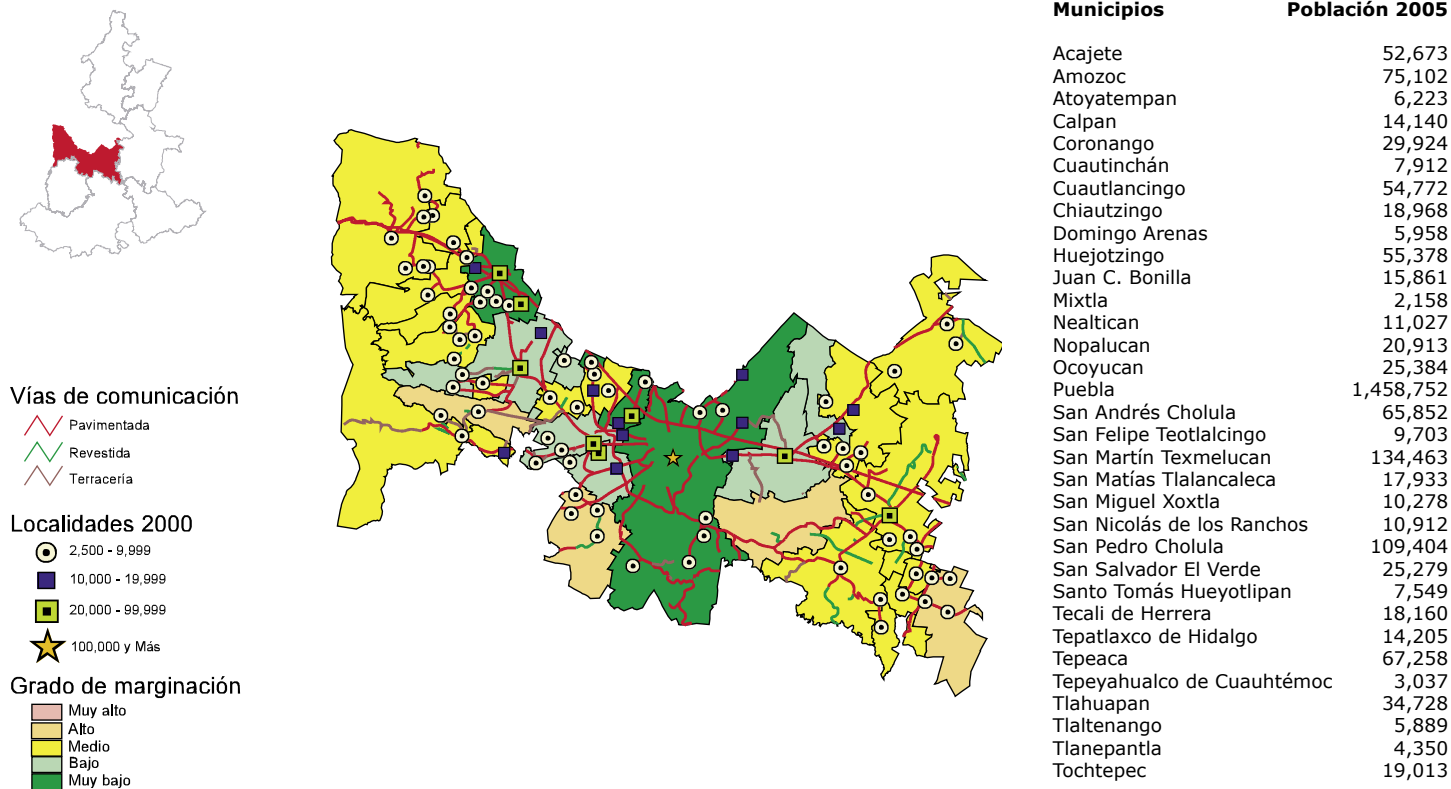 Vías de comunicación
Pavimentada
Revestida
Terracería
Localidades 2000
2,500 - 9,999
10,000 - 19,999
20,000 - 99,999
100,000 y Más
Grado de marginación
Muy alto
Alto
Medio
Bajo
Muy bajo
Municipios Población 2005
Acajete 52,673
Amozoc 75,102
Atoyatempan 6,223
Calpan 14,140
Coronango 29,924
Cuautinchán 7,912
Cuautlancingo 54,772
Chiautzingo 18,968
Domingo Arenas 5,958
Huejotzingo 55,378
Juan C. Bonilla 15,861
Mixtla 2,158
Nealtican 11,027
Nopalucan 20,913
Ocoyucan 25,384
Puebla 1,458,752
San Andrés Cholula 65,852
San Felipe Teotlalcingo 9,703
San Martín Texmelucan 134,463
San Matías Tlalancaleca 17,933
San Miguel Xoxtla 10,278
San Nicolás de los Ranchos 10,912
San Pedro Cholula 109,404
San Salvador El Verde 25,279
Santo Tomás Hueyotlipan 7,549
Tecali de Herrera 18,160
Tepatlaxco de Hidalgo 14,205
Tepeaca 67,258
Tepeyahualco de Cuauhtémoc 3,037
Tlahuapan 34,728
Tlaltenango 5,889
Tlanepantla 4,350
Tochtepec 19,013